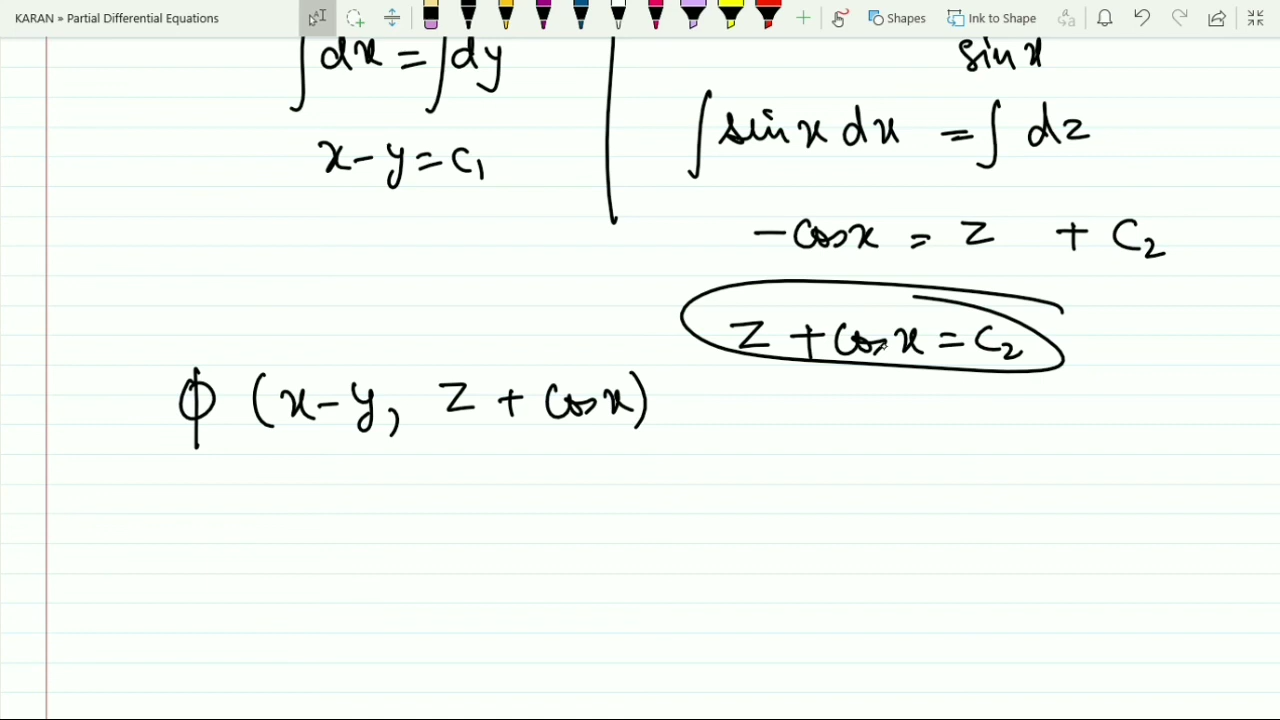 KARAN » Partial Differential Equations
Shapes
Ink to Shape
∫dx = ∫dy
x-y = C₁
sin x
∫sin x dx = ∫dz
-cos x = z + C₂
z + cos x = C₂
ϕ (x-y, z + cos x)